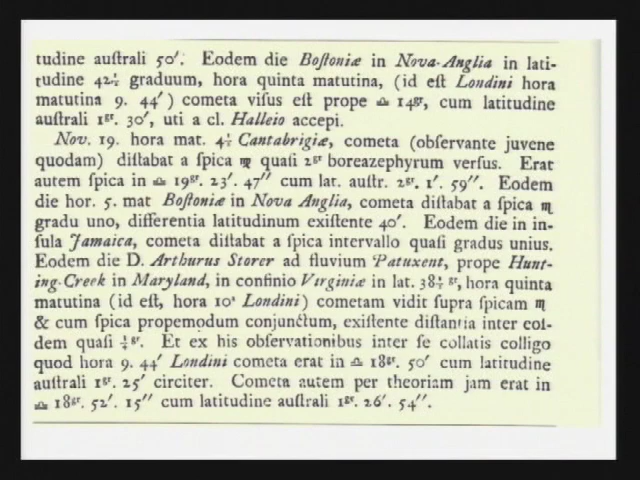 tudine auſtrali 50′. Eodem die Boſtoniæ in Nova-Anglia in lati-
tudine 42½ graduum, hora quinta matutina, (id eſt Londini hora
matutina 9. 44′) cometa viſus eſt prope ♎ 14gr, cum latitudine
auſtrali 1gr. 30′, uti a cl. Halleio accepi.
Nov. 19. hora mat. 4½ Cantabrigiæ, cometa (obſervante juvene
quodam) diſtabat a ſpica ♍ quaſi 2gr boreazephyrum verſus. Erat
autem ſpica in ♎ 19gr. 23′. 47″ cum lat. auſtr. 2gr. 1′. 59″. Eodem
die hor. 5. mat Boſtoniæ in Nova Anglia, cometa diſtabat a ſpica ♍
gradu uno, differentia latitudinum exiſtente 40′. Eodem die in in-
ſula Jamaica, cometa diſtabat a ſpica intervallo quaſi gradus unius.
Eodem die D. Arthurus Storer ad fluvium Patuxent, prope Hunt-
ing-Creek in Maryland, in confinio Virginiæ in lat. 38½ gr, hora quinta
matutina (id eſt, hora 10a Londini) cometam vidit ſupra ſpicam ♍
& cum ſpica propemodum conjunctum, exiſtente diſtantia inter eoſ-
dem quaſi ¾gr. Et ex his obſervationibus inter ſe collatis colligo
quod hora 9. 44′ Londini cometa erat in ♎ 18gr. 50′ cum latitudine
auſtrali 1gr. 25′ circiter. Cometa autem per theoriam jam erat in
♎ 18gr. 52′. 15″ cum latitudine auſtrali 1gr. 26′. 54″.